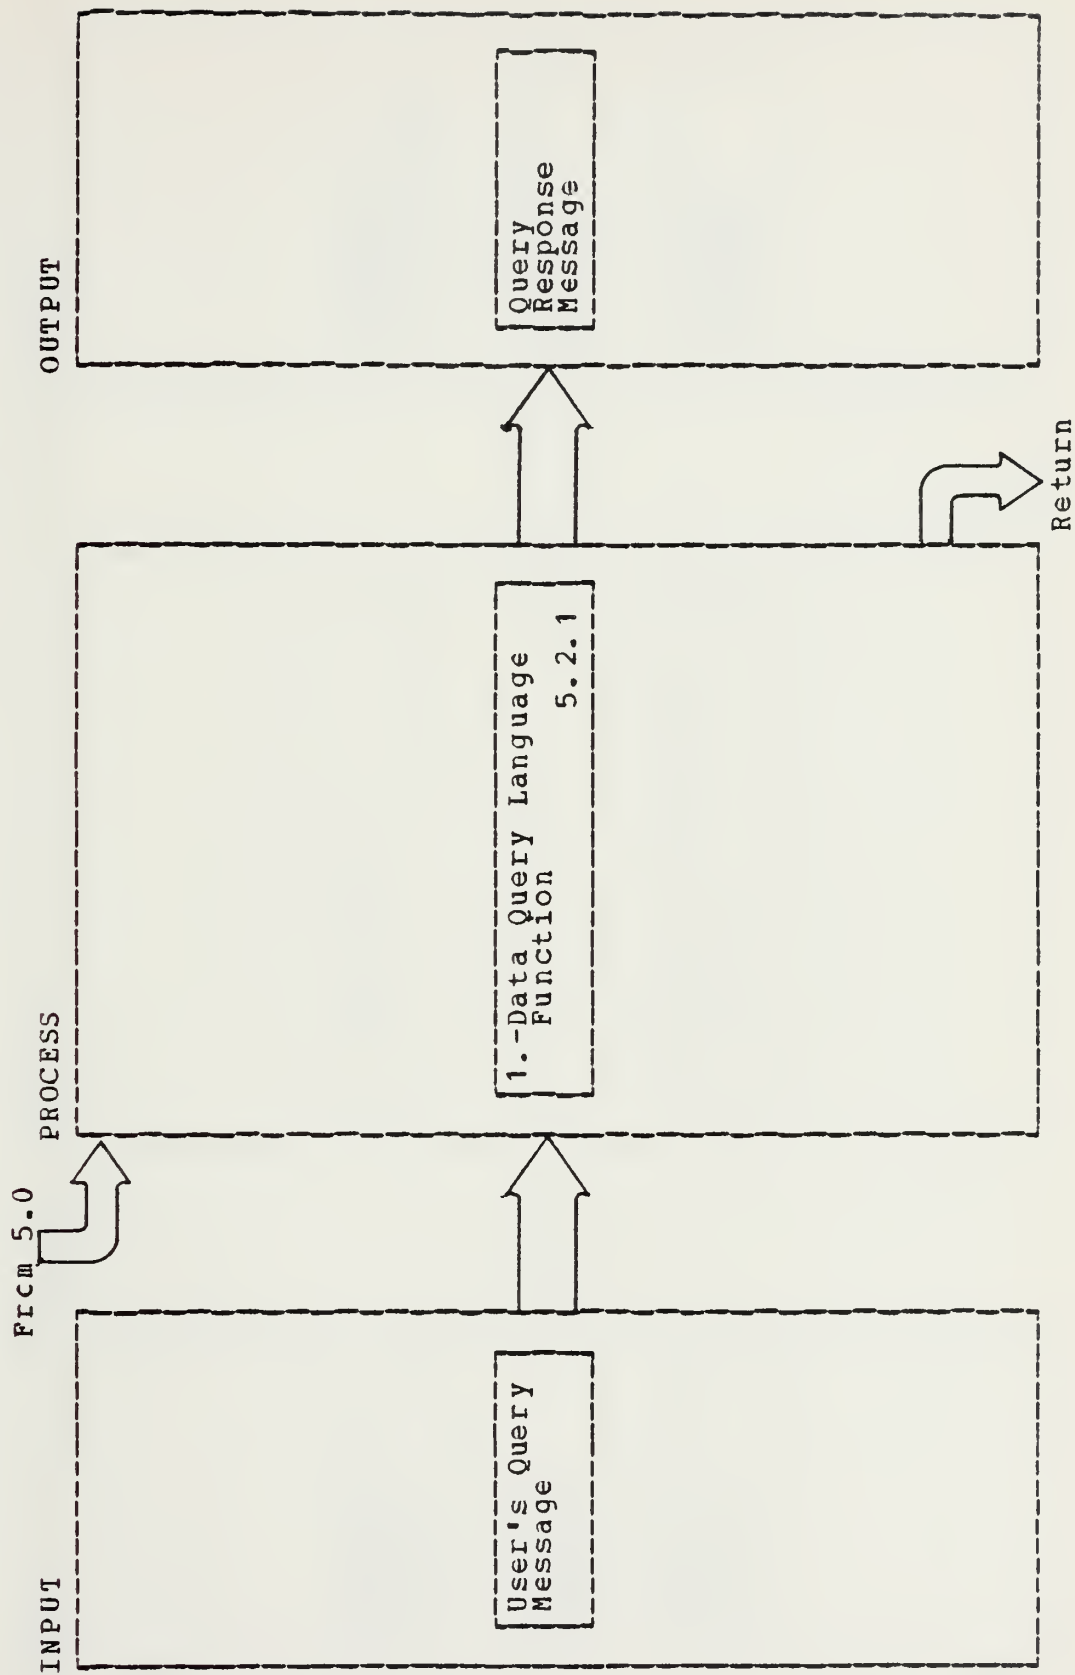 INPUT
User's Query
Message
From 5.0
PROCESS
1.-Data Query Language
Function
5.2.1
OUTPUT
Query
Response
Message
Return